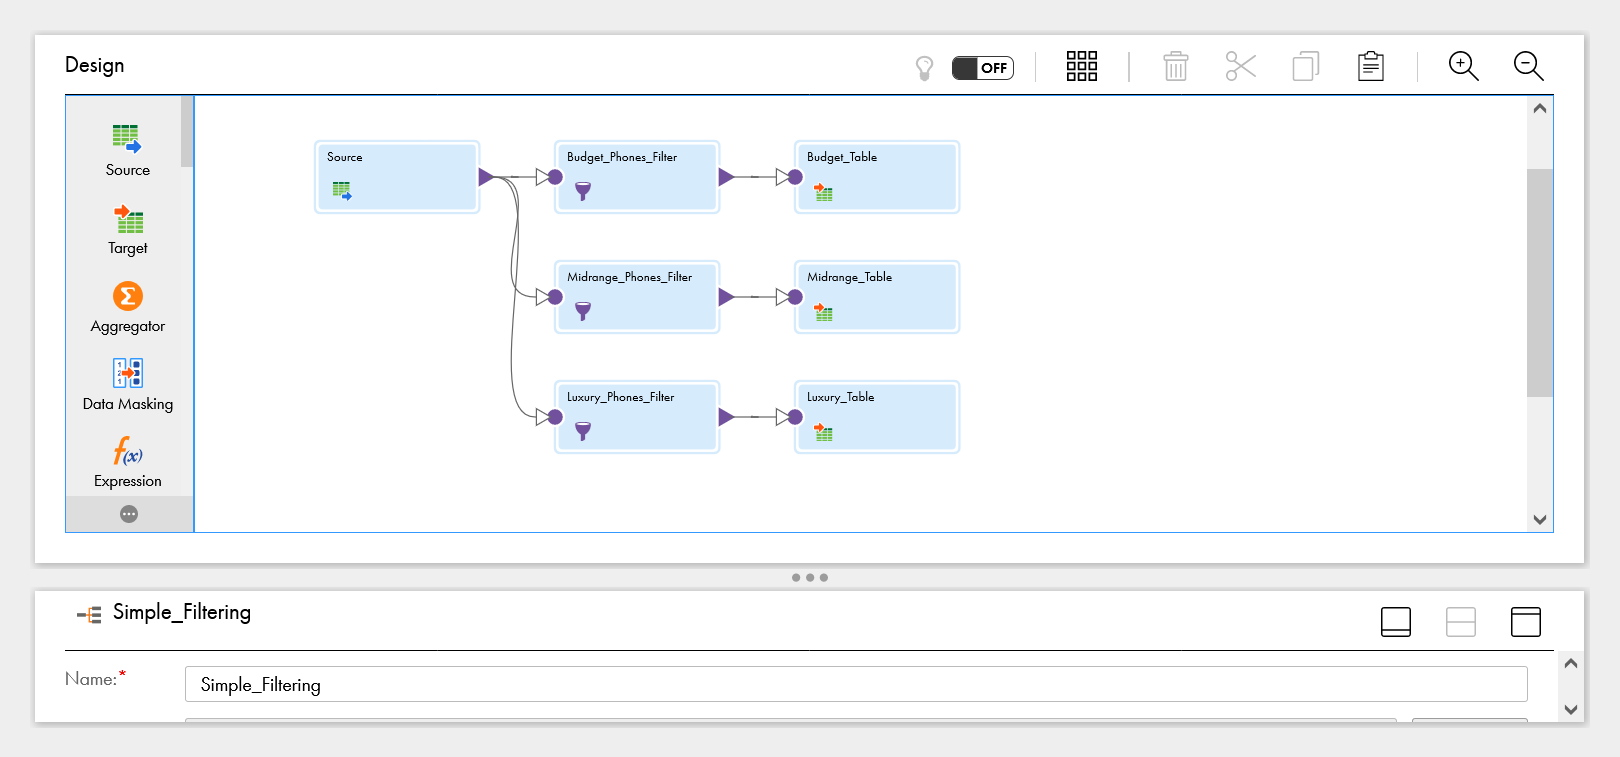 Design
OFF
Source
Target
Aggregator
Data Masking
Expression
Source
Budget_Phones_Filter
Budget_Table
Midrange_Phones_Filter
Midrange_Table
Luxury_Phones_Filter
Luxury_Table
Simple_Filtering
Name:*
Simple_Filtering